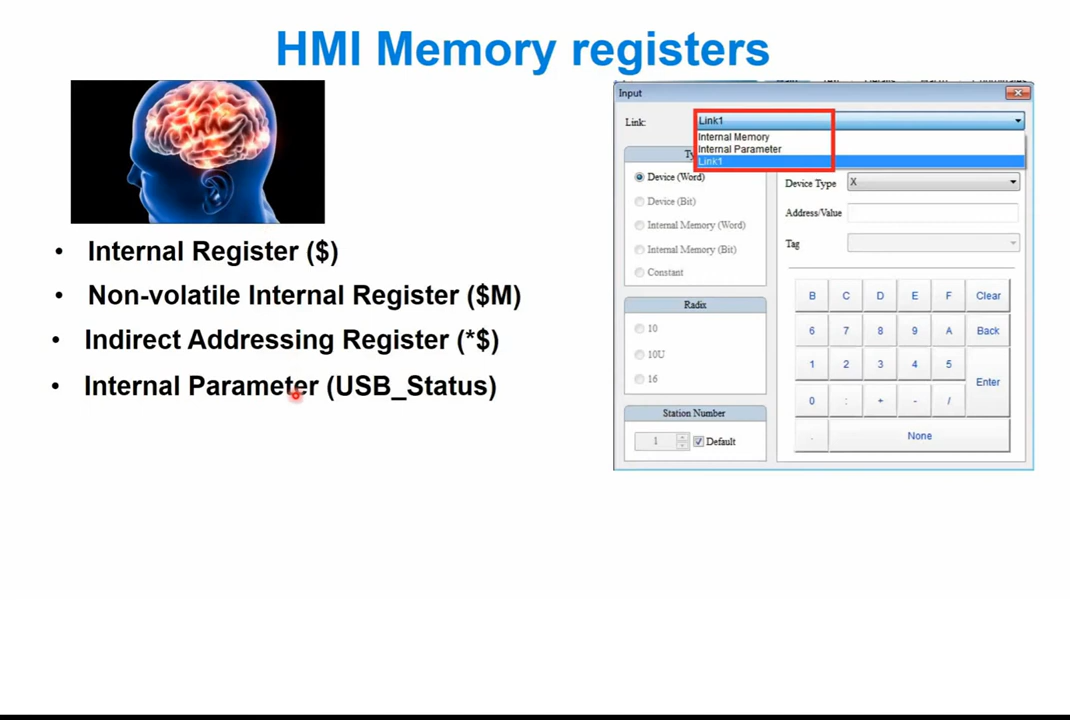 HMI Memory registers
• Internal Register ($)
• Non-volatile Internal Register ($M)
• Indirect Addressing Register (*$)
• Internal Parameter (USB_Status)
Input
Link:
Link1
Internal Memory
Internal Parameter
Link1
Device (Word)
Device (Bit)
Internal Memory (Word)
Internal Memory (Bit)
Constant
Radix
10
10U
16
Station Number
1
Default
Device Type
X
Address/Value
Tag
B C D E F Clear
6 7 8 9 A Back
1 2 3 4 5
Enter
0 : + - /
. None